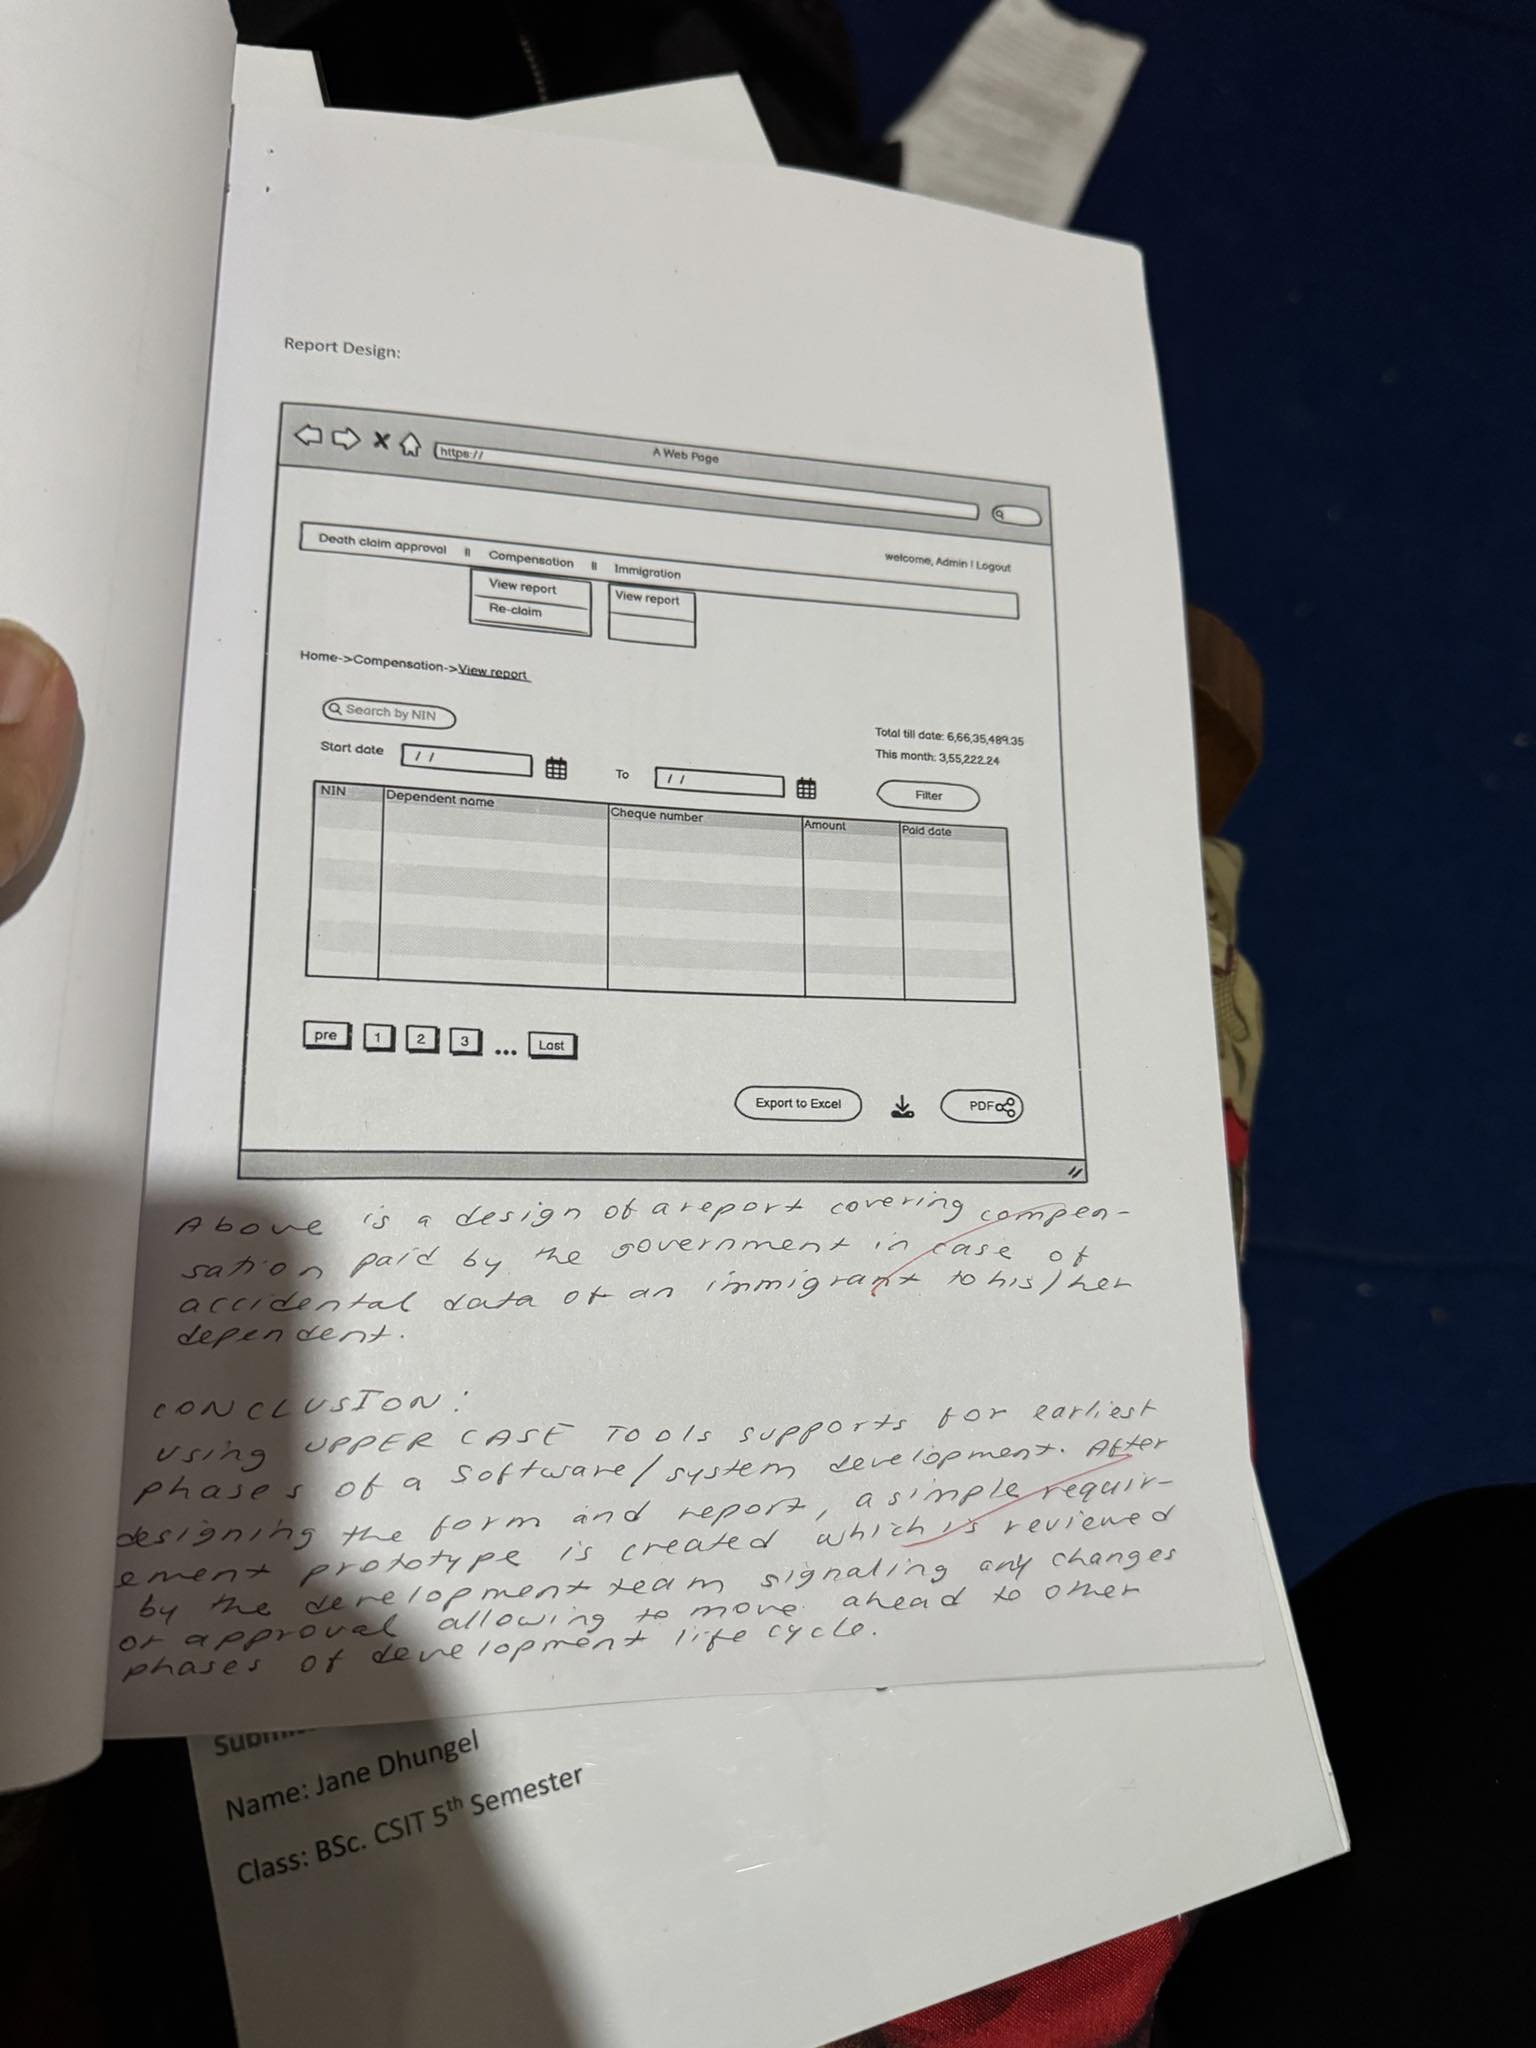 Report Design:
A Web Page
https://
welcome, Admin ! Logout
Death claim approval || Compensation || Immigration
View report
Re-claim
View report
Home->Compensation->View report
Search by NIN
Total till date: 6,66,35,489.35
This month: 3,55,222.24
Start date / / To / /
Filter
NIN Dependent name Cheque number Amount Paid date
pre 1 2 3 ... Last
Export to Excel PDF
Above is a design of a report covering compen-
sation paid by the government in case of
accidental data of an immigrant to his/her
dependent.
CONCLUSION:
Using UPPER CASE TOOls supports for earliest
phases of a software/system development. After
designing the form and report, a simple requir-
ement prototype is created which is reviewed
by the development team signaling any changes
or approval allowing to move ahead to other
phases of development life cycle.
Name: Jane Dhungel
Class: BSc. CSIT 5th Semester